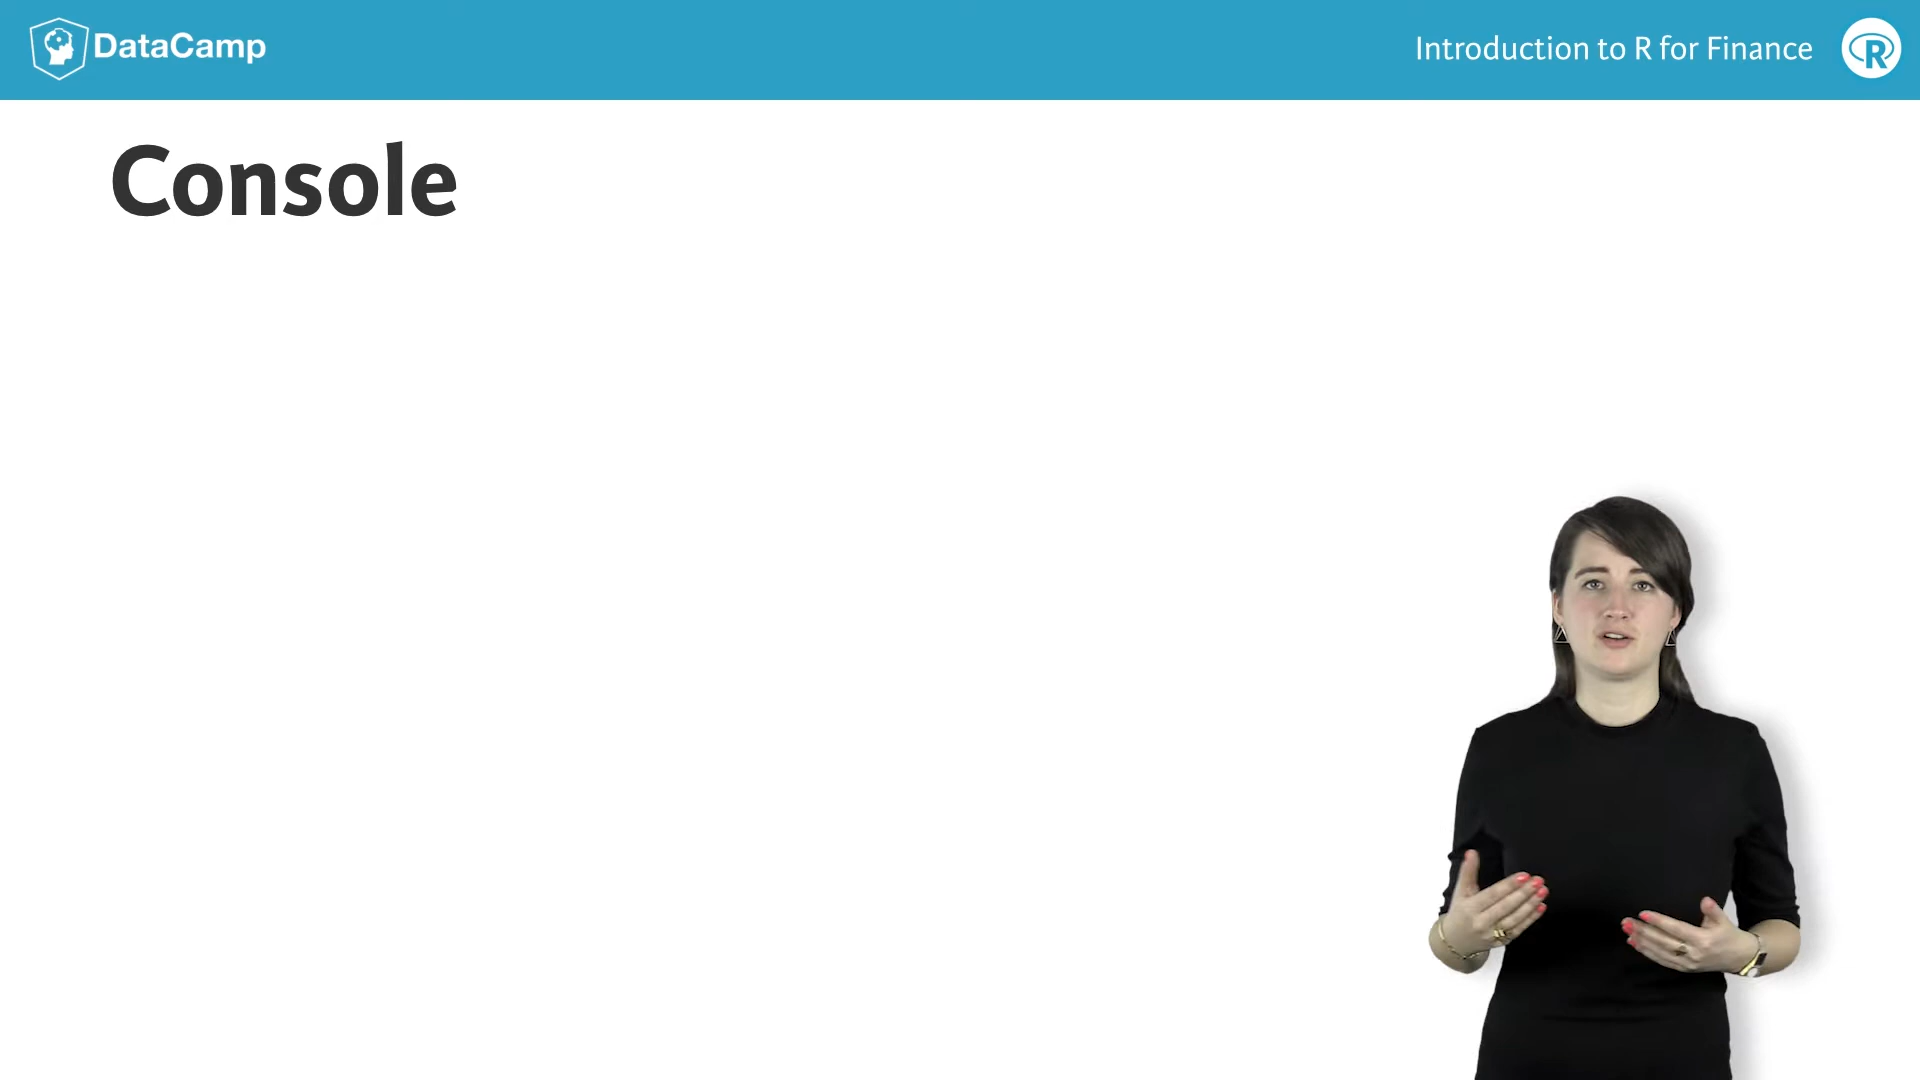 DataCamp
Introduction to R for Finance
R
Console